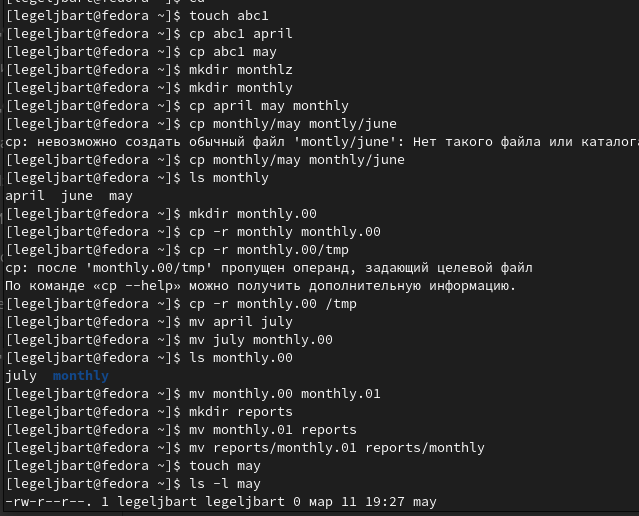 [legeljbart@fedora ~]$ cd
[legeljbart@fedora ~]$ touch abc1
[legeljbart@fedora ~]$ cp abc1 april
[legeljbart@fedora ~]$ cp abc1 may
[legeljbart@fedora ~]$ mkdir monthlz
[legeljbart@fedora ~]$ mkdir monthly
[legeljbart@fedora ~]$ cp april may monthly
[legeljbart@fedora ~]$ cp monthly/may montly/june
cp: невозможно создать обычный файл 'montly/june': Нет такого файла или каталога
[legeljbart@fedora ~]$ cp monthly/may monthly/june
[legeljbart@fedora ~]$ ls monthly
april  june  may
[legeljbart@fedora ~]$ mkdir monthly.00
[legeljbart@fedora ~]$ cp -r monthly monthly.00
[legeljbart@fedora ~]$ cp -r monthly.00/tmp
cp: после 'monthly.00/tmp' пропущен операнд, задающий целевой файл
По команде «cp --help» можно получить дополнительную информацию.
[legeljbart@fedora ~]$ cp -r monthly.00 /tmp
[legeljbart@fedora ~]$ mv april july
[legeljbart@fedora ~]$ mv july monthly.00
[legeljbart@fedora ~]$ ls monthly.00
july  monthly
[legeljbart@fedora ~]$ mv monthly.00 monthly.01
[legeljbart@fedora ~]$ mkdir reports
[legeljbart@fedora ~]$ mv monthly.01 reports
[legeljbart@fedora ~]$ mv reports/monthly.01 reports/monthly
[legeljbart@fedora ~]$ touch may
[legeljbart@fedora ~]$ ls -l may
-rw-r--r--. 1 legeljbart legeljbart 0 мар 11 19:27 may